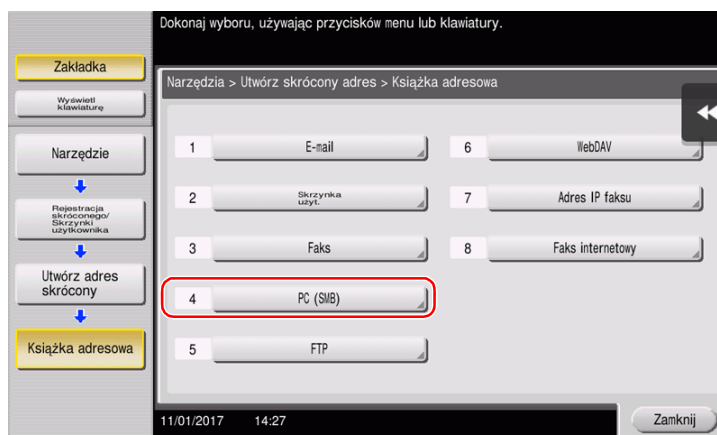 Dokonaj wyboru, używając przycisków menu lub klawiatury.
Zakładka
Wyświetl
klawiaturę
Narzędzie
Rejestracja
skróconego/
Skrzynki
użytkownika
Utwórz adres
skrócony
Książka adresowa
Narzędzia > Utwórz skrócony adres > Książka adresowa
1 E-mail
2 Skrzynka
użyt.
3 Faks
4 PC (SMB)
5 FTP
6 WebDAV
7 Adres IP faksu
8 Faks internetowy
11/01/2017 14:27
Zamknij